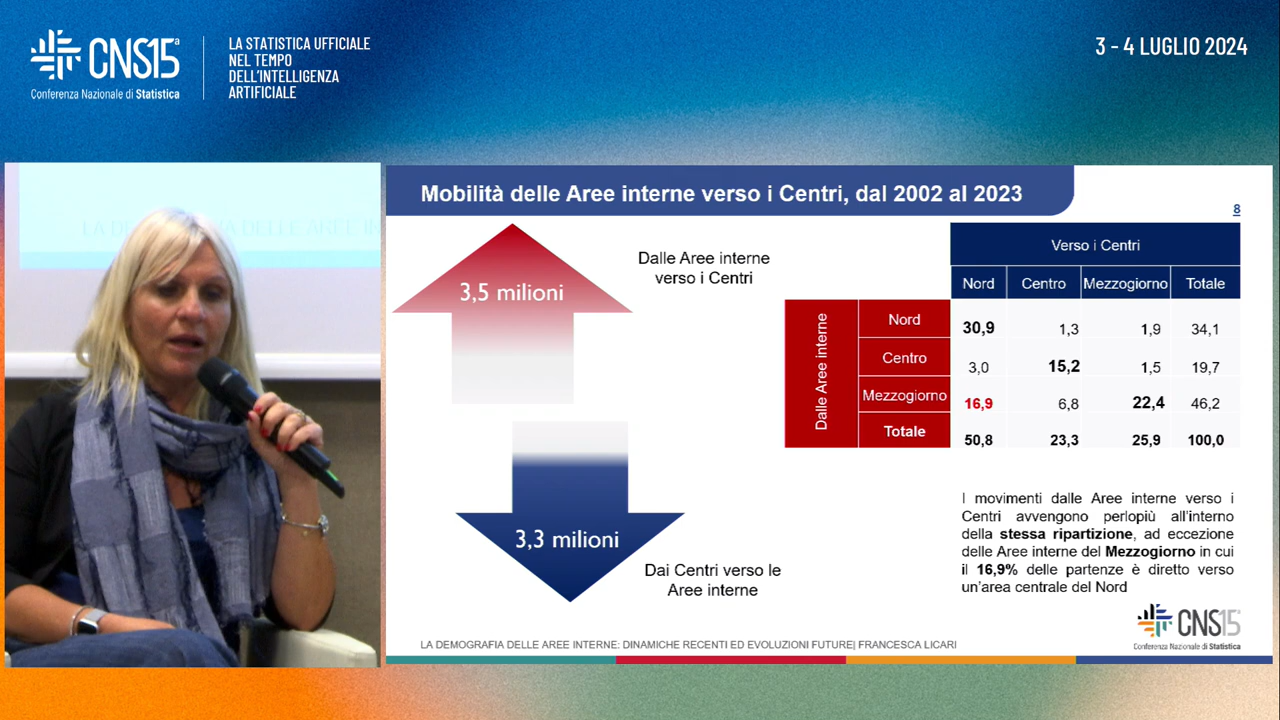 CNS15ª
Conferenza Nazionale di Statistica
LA STATISTICA UFFICIALE
NEL TEMPO
DELL'INTELLIGENZA
ARTIFICIALE
3 - 4 LUGLIO 2024
Mobilità delle Aree interne verso i Centri, dal 2002 al 2023
8
3,5 milioni
Dalle Aree interne
verso i Centri
3,3 milioni
Dai Centri verso le
Aree interne
Verso i Centri
Nord Centro Mezzogiorno Totale
Dalle Aree interne
Nord 30,9 1,3 1,9 34,1
Centro 3,0 15,2 1,5 19,7
Mezzogiorno 16,9 6,8 22,4 46,2
Totale 50,8 23,3 25,9 100,0
I movimenti dalle Aree interne verso i
Centri avvengono perlopiù all'interno
della stessa ripartizione, ad eccezione
delle Aree interne del Mezzogiorno in cui
il 16,9% delle partenze è diretto verso
un'area centrale del Nord
CNS15
Conferenza Nazionale di Statistica
LA DEMOGRAFIA DELLE AREE INTERNE: DINAMICHE RECENTI ED EVOLUZIONI FUTURE| FRANCESCA LICARI